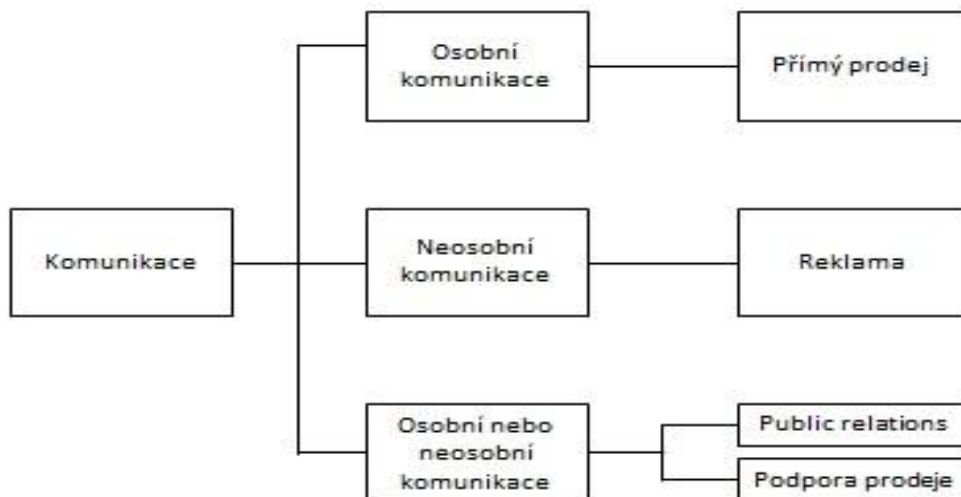 Osobní
komunikace
Přímý prodej
Komunikace
Neosobní
komunikace
Reklama
Osobní nebo
neosobní
komunikace
Public relations
Podpora prodeje